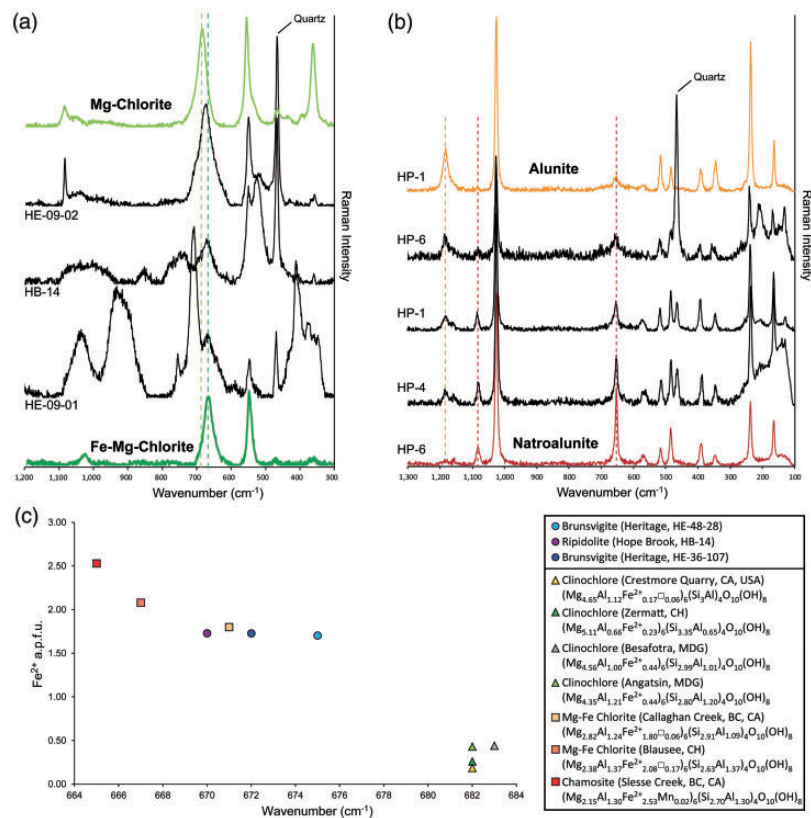 (a)
Quartz
Mg-Chlorite
HE-09-02
HB-14
HE-09-01
Fe-Mg-Chlorite
Raman Intensity
1,200 1,100 1,000 900 800 700 600 500 400 300
Wavenumber (cm⁻¹)
(b)
Quartz
HP-1
Alunite
HP-6
HP-1
HP-4
Natroalunite
HP-6
Raman Intensity
1,300 1,200 1,100 1,000 900 800 700 600 500 400 300 200 100
Wavenumber (cm⁻¹)
(c)
Fe²⁺ a.p.f.u.
3.00
2.50
2.00
1.50
1.00
0.50
0.00
664 666 668 670 672 674 676 678 680 682 684
Wavenumber(cm⁻¹)
Brunsvigite (Heritage, HE-48-28)
Ripidolite (Hope Brook, HB-14)
Brunsvigite (Heritage, HE-36-107)
Clinochlore (Crestmore Quarry, CA, USA)
(Mg₄.₆₅Al₁.₁₂Fe²⁺₀.₁₇□₀.₀₆)₆(Si₃Al)₄O₁₀(OH)₈
Clinochlore (Zermatt, CH)
(Mg₅.₁₁Al₀.₆₆Fe²⁺₀.₂₃)₆(Si₃.₃₅Al₀.₆₅)₄O₁₀(OH)₈
Clinochlore (Besafotra, MDG)
(Mg₄.₅₆Al₁.₀₀Fe²⁺₀.₄₄)₆(Si₂.₉₉Al₁.₀₁)₄O₁₀(OH)₈
Clinochlore (Angatsin, MDG)
(Mg₄.₃₅Al₁.₂₁Fe²⁺₀.₄₄)₆(Si₂.₈₀Al₁.₂₀)₄O₁₀(OH)₈
Mg-Fe Chlorite (Callaghan Creek, BC, CA)
(Mg₂.₈₂Al₁.₂₄Fe²⁺₁.₈₀□₀.₀₆)₆(Si₂.₉₁Al₁.₀₉)₄O₁₀(OH)₈
Mg-Fe Chlorite (Blausee, CH)
(Mg₂.₃₈Al₁.₃₇Fe²⁺₂.₀₈□₀.₁₇)₆(Si₂.₆₃Al₁.₃₇)₄O₁₀(OH)₈
Chamosite (Slesse Creek, BC, CA)
(Mg₂.₁₅Al₁.₃₀Fe²⁺₂.₅₃Mn₀.₀₂)₆(Si₂.₇₀Al₁.₃₀)₄O₁₀(OH)₈